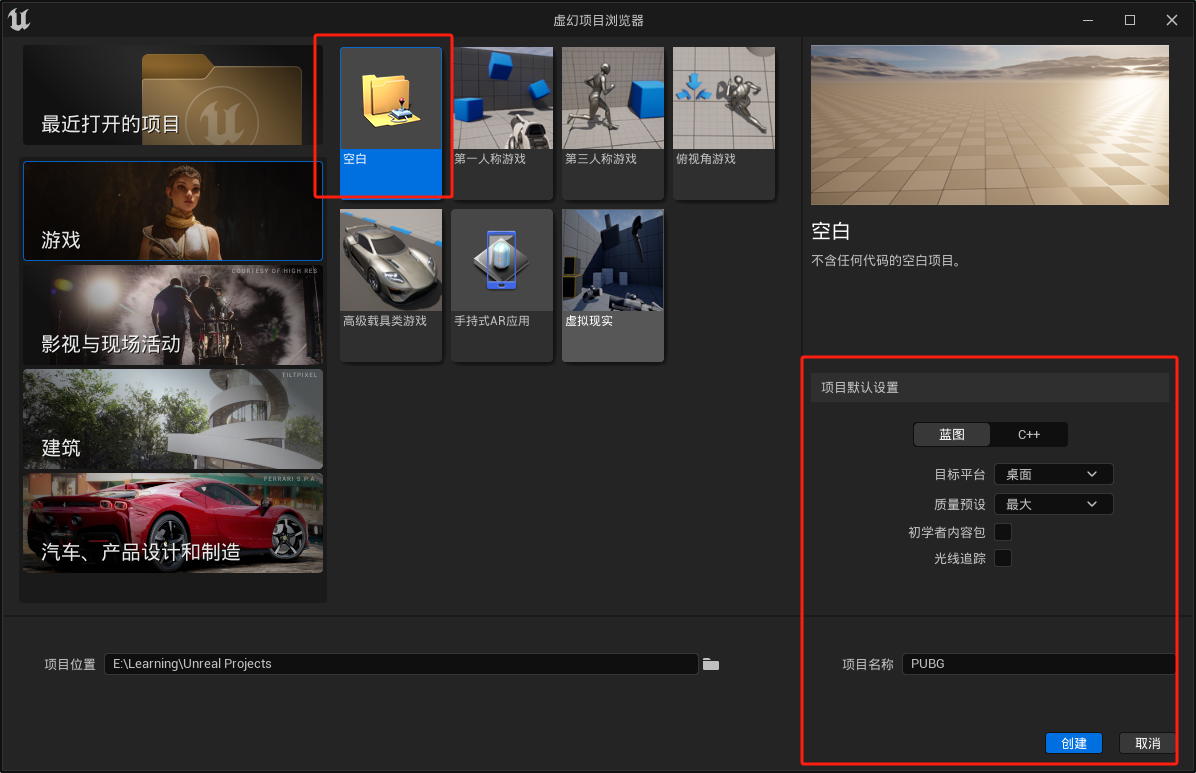 虚幻项目浏览器
最近打开的项目
游戏
COURTESY OF HIGH RES
影视与现场活动
TILTPIXEL
建筑
FERRARI S.P.A.
汽车、产品设计和制造
空白
第一人称游戏
第三人称游戏
俯视角游戏
高级载具类游戏
手持式AR应用
虚拟现实
空白
不含任何代码的空白项目。
项目默认设置
蓝图 C++
目标平台 桌面
质量预设 最大
初学者内容包
光线追踪
项目位置 E:\Learning\Unreal Projects
项目名称 PUBG
创建 取消